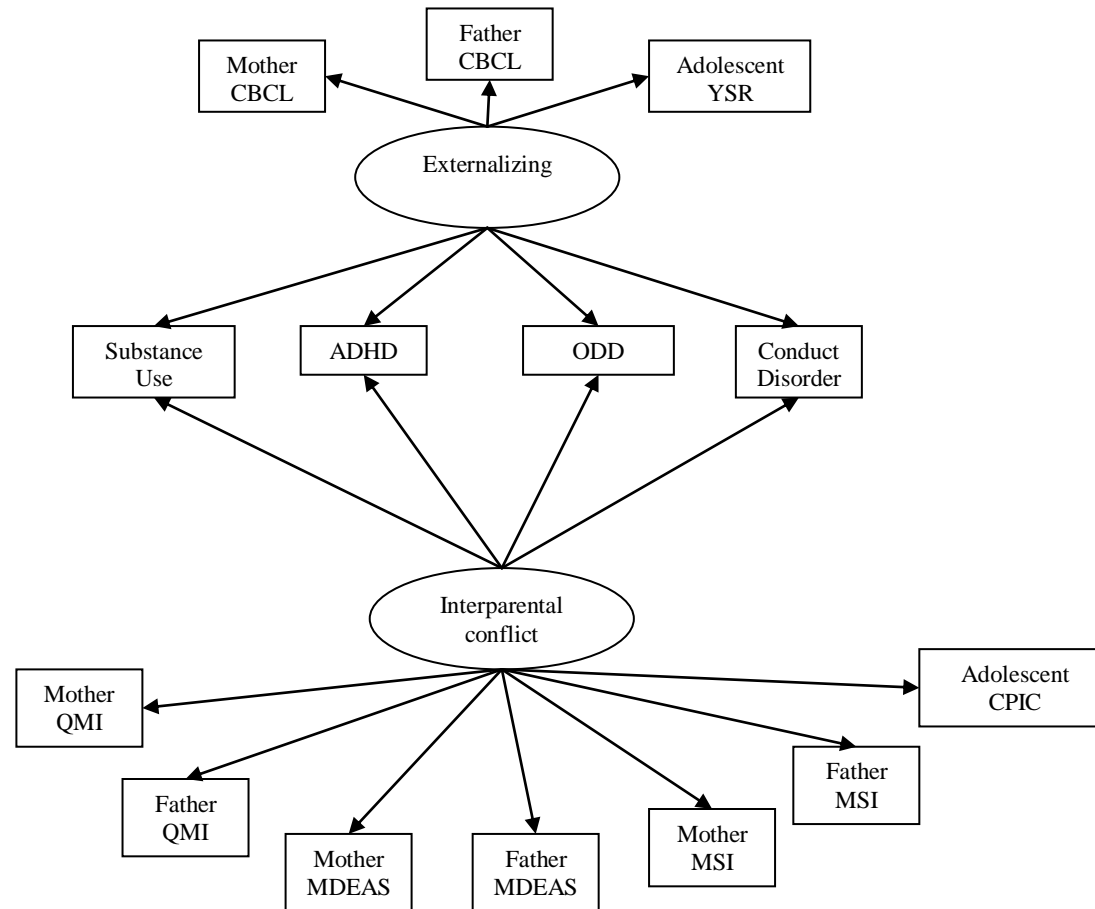 Father
CBCL
Mother
CBCL
Adolescent
YSR
Externalizing
Substance
Use
ADHD
ODD
Conduct
Disorder
Interparental
conflict
Mother
QMI
Adolescent
CPIC
Father
QMI
Father
MSI
Mother
MDEAS
Father
MDEAS
Mother
MSI